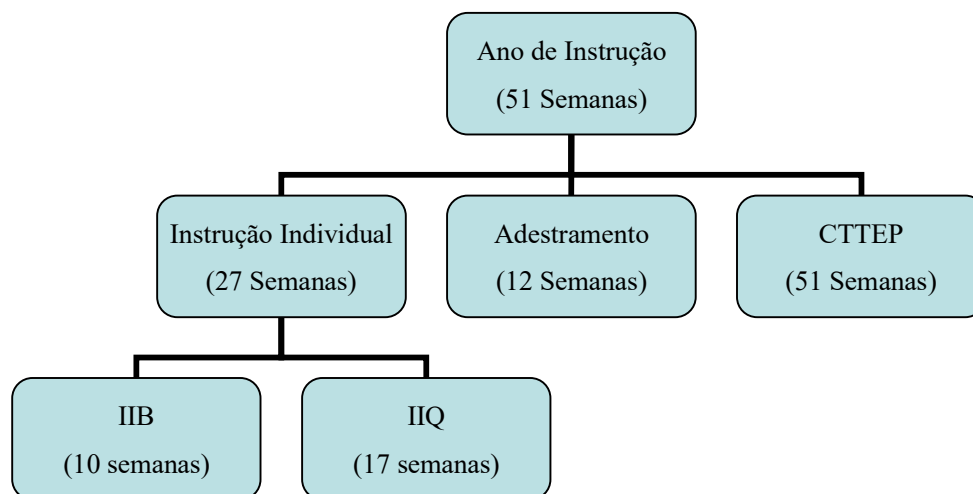 Ano de Instrução
(51 Semanas)
Instrução Individual
(27 Semanas)
Adestramento
(12 Semanas)
CTTEP
(51 Semanas)
IIB
(10 semanas)
IIQ
(17 semanas)